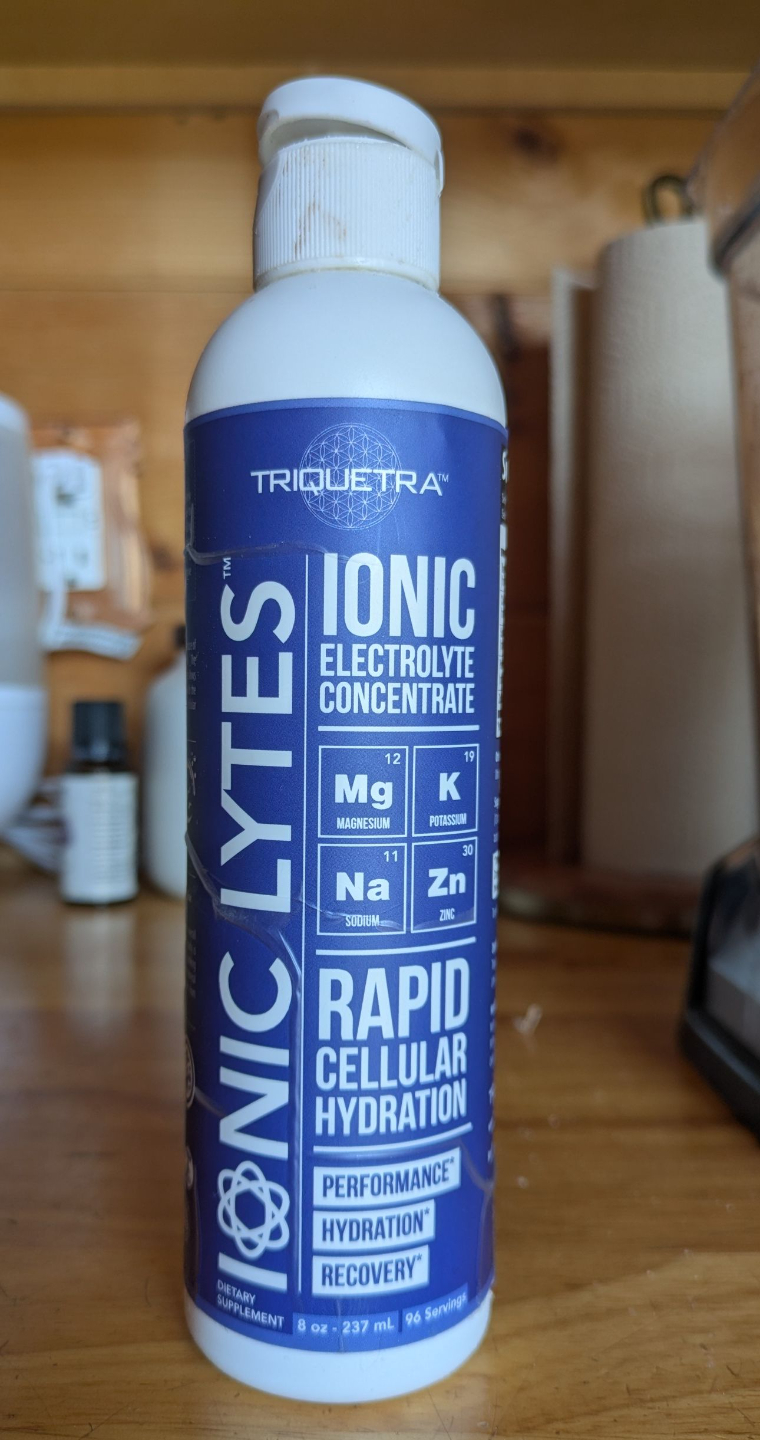 TRIQUETRA™
IONIC LYTES™
IONIC
ELECTROLYTE
CONCENTRATE
12
Mg
MAGNESIUM
19
K
POTASSIUM
11
Na
SODIUM
30
Zn
ZINC
RAPID
CELLULAR
HYDRATION
PERFORMANCE*
HYDRATION*
RECOVERY*
DIETARY
SUPPLEMENT
8 oz - 237 mL
96 Servings